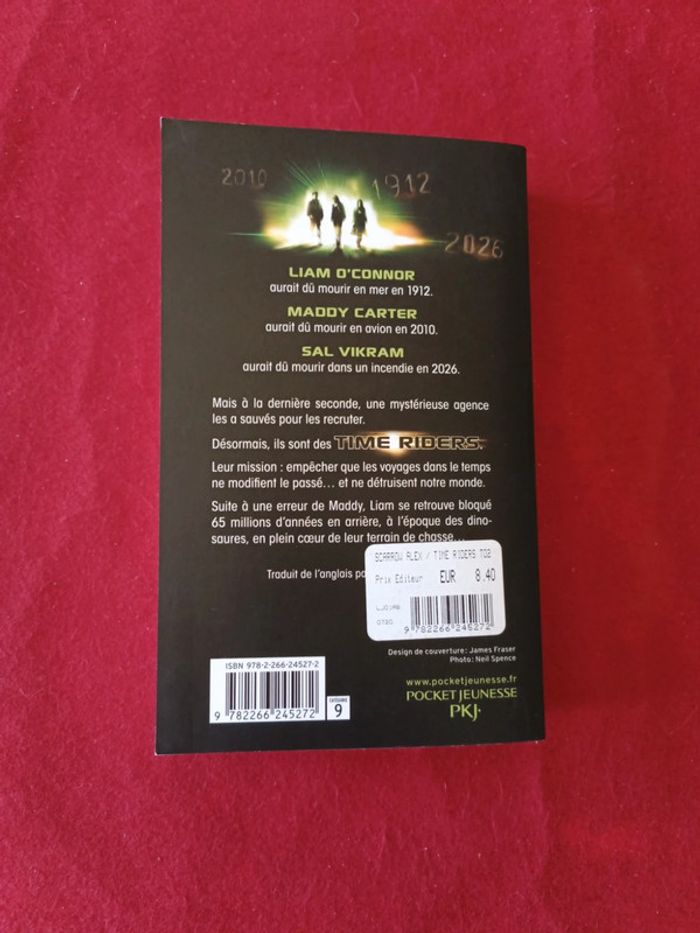 2010
1912
2026
LIAM O'CONNOR
aurait dû mourir en mer en 1912.
MADDY CARTER
aurait dû mourir en avion en 2010.
SAL VIKRAM
aurait dû mourir dans un incendie en 2026.
Mais à la dernière seconde, une mystérieuse agence
les a sauvés pour les recruter.
Désormais, ils sont des TIME RIDERS.
Leur mission : empêcher que les voyages dans le temps
ne modifient le passé... et ne détruisent notre monde.
Suite à une erreur de Maddy, Liam se retrouve bloqué
65 millions d'années en arrière, à l'époque des dino-
saures, en plein cœur de leur terrain de chasse...
Traduit de l'anglais
SCARROW ALEX / TIME RIDERS T02
Prix Editeur EUR 8.40
0720
9 782266 245272
Design de couverture : James Fraser
Photo : Neil Spence
ISBN 978-2-266-24527-2
9 782266 245272
catégorie
9
www.pocketjeunesse.fr
POCKET JEUNESSE
PKJ·